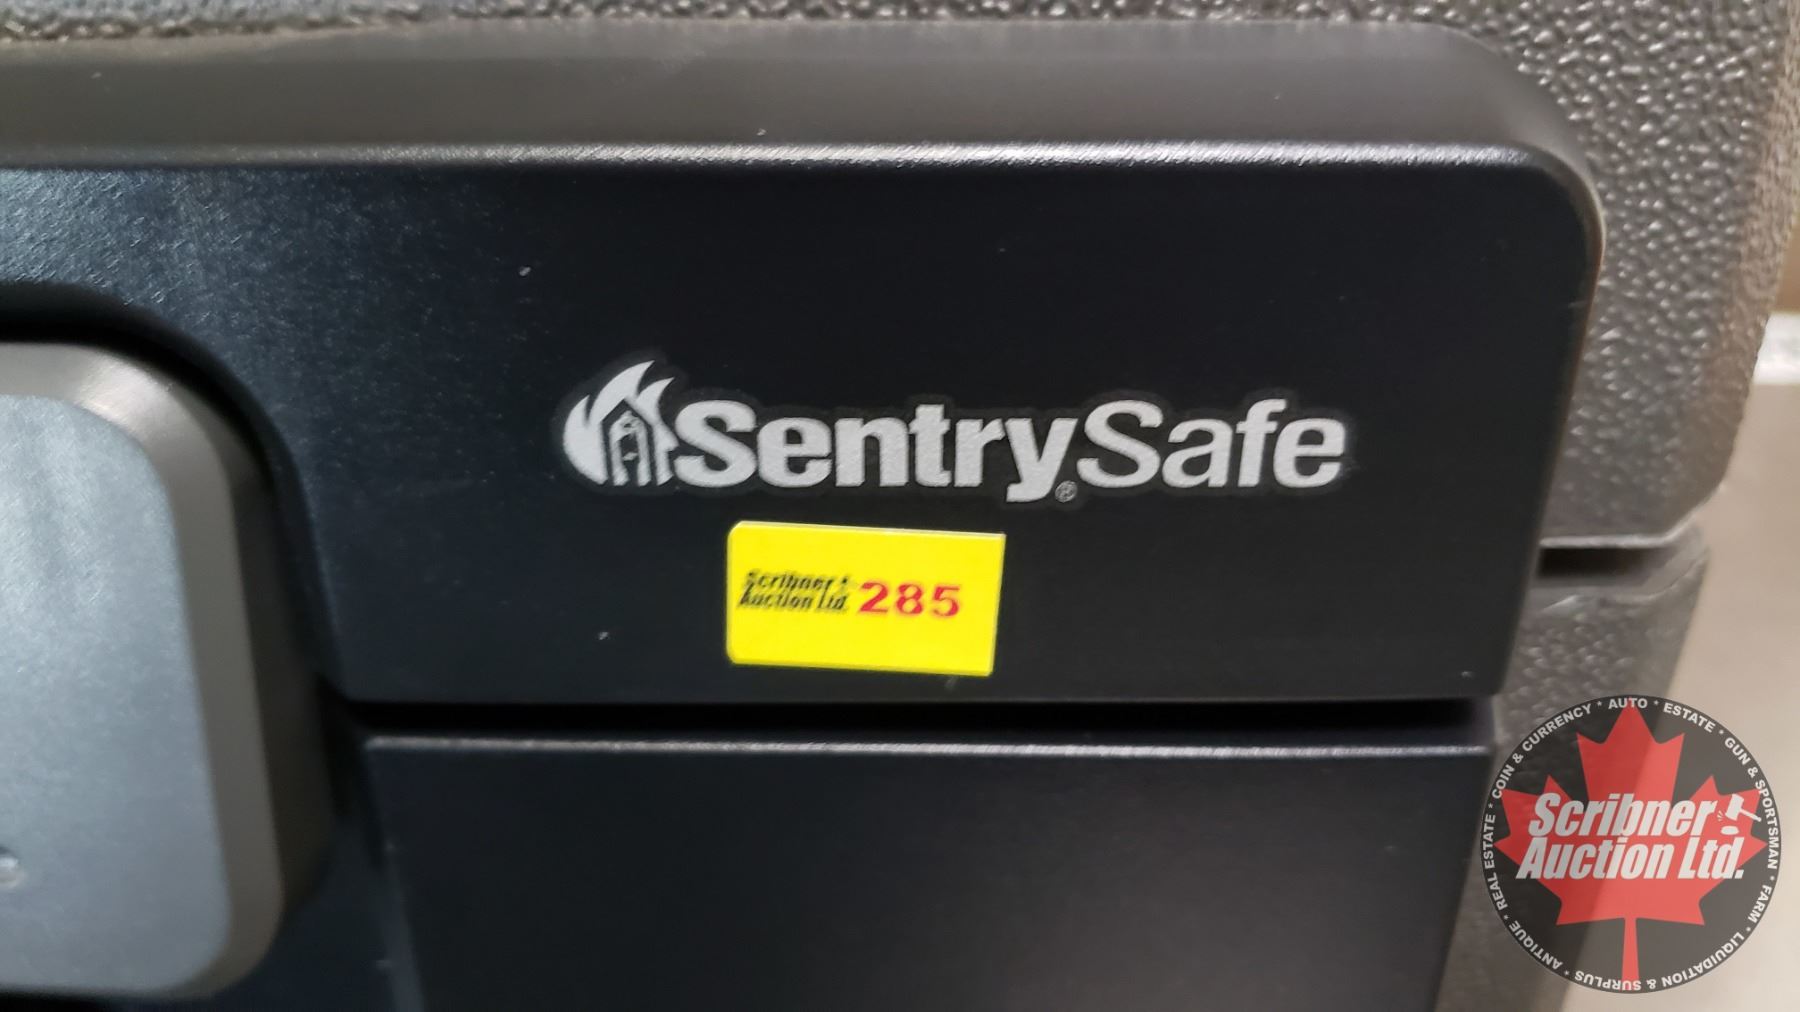 SentrySafe®
Scribner
Auction Ltd. 285
COIN & CURRENCY * AUTO * ESTATE * GUN & SPORTSMAN * FARM * LIQUIDATION & SURPLUS * ANTIQUE * REAL ESTATE *
Scribner
Auction Ltd.